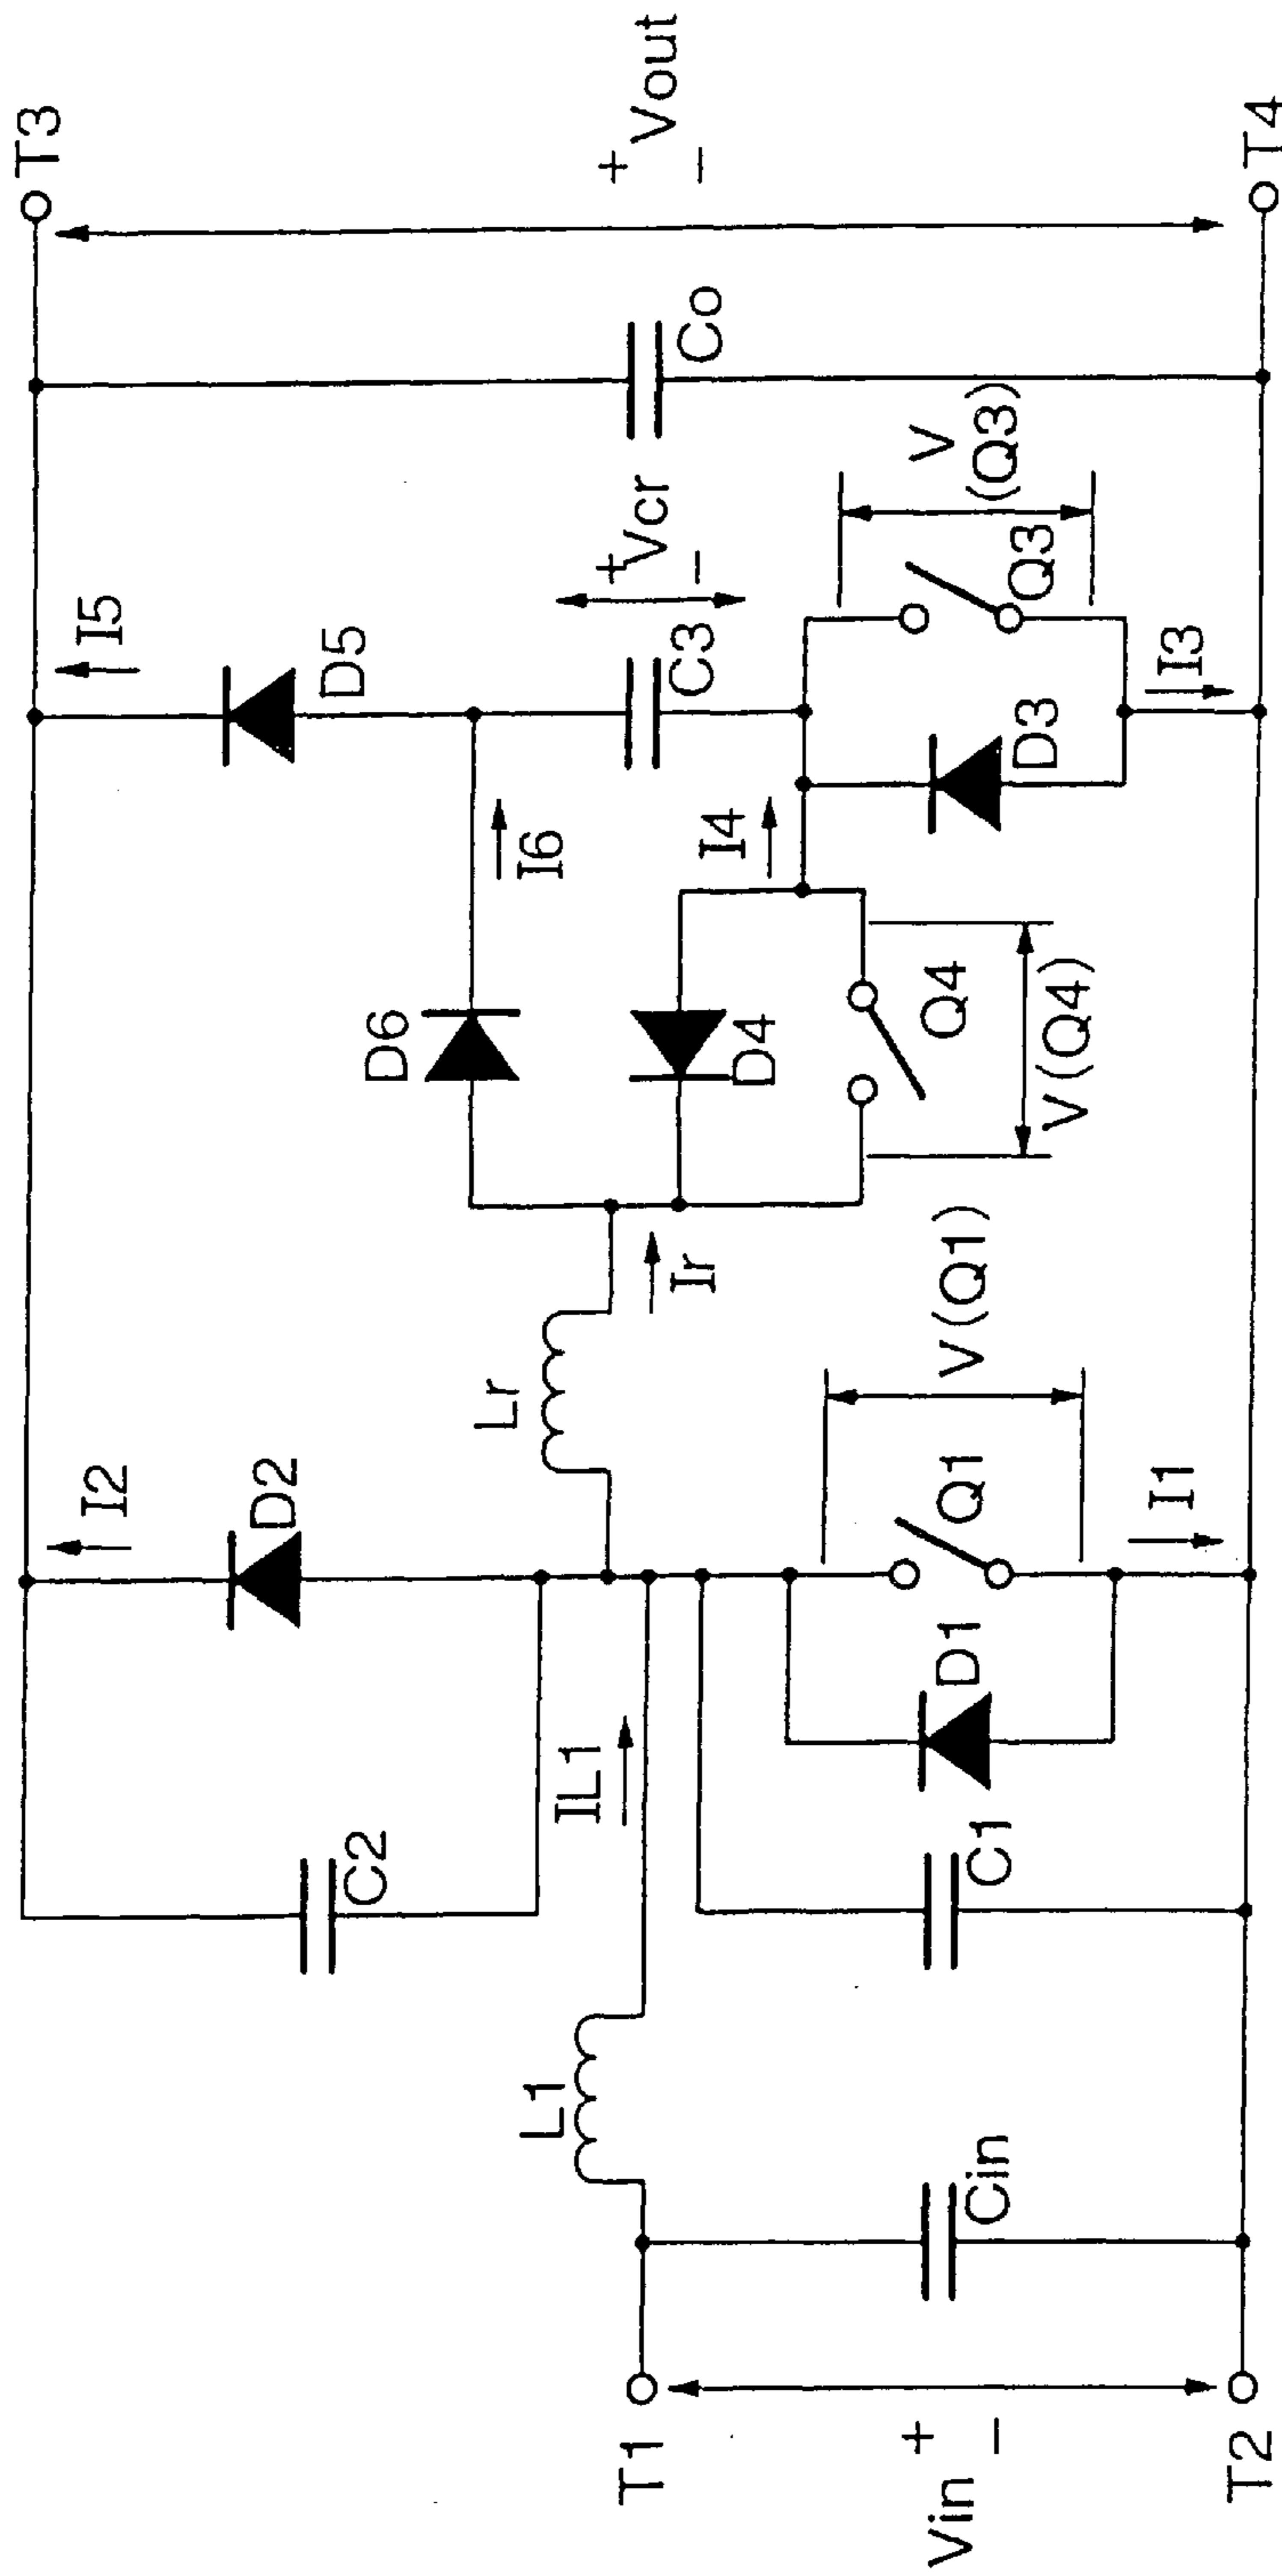 T3
T4
+
Vout
−
Co
I5
D5
+
Vcr
−
C3
V
(Q3)
Q3
D3
I3
I6
I4
D6
D4
Q4
V(Q4)
Ir
Lr
V(Q1)
I2
D2
Q1
I1
D1
IL1
C2
C1
L1
Cin
T1
Vin
+
−
T2